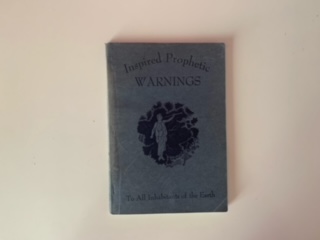 Inspired Prophetic
WARNINGS
To All Inhabitants of the Earth